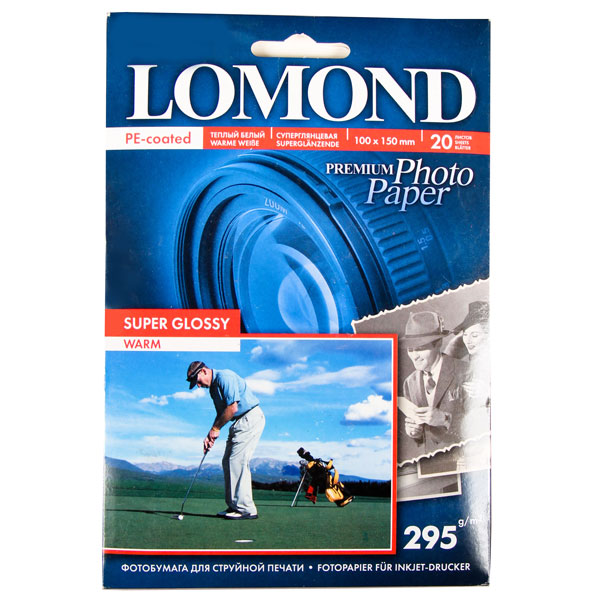 LOMOND
PE-coated
ТЕПЛЫЙ БЕЛЫЙ
WARME WEIßE
СУПЕРГЛЯНЦЕВАЯ
SUPERGLÄNZENDE
100 x 150 mm
20
ЛИСТОВ
SHEETS
BLÄTTER
PREMIUM Photo
Paper
ZOOM
SUPER GLOSSY
WARM
295 g/m²
ФОТОБУМАГА ДЛЯ СТРУЙНОЙ ПЕЧАТИ • FOTOPAPIER FÜR INKJET-DRUCKER